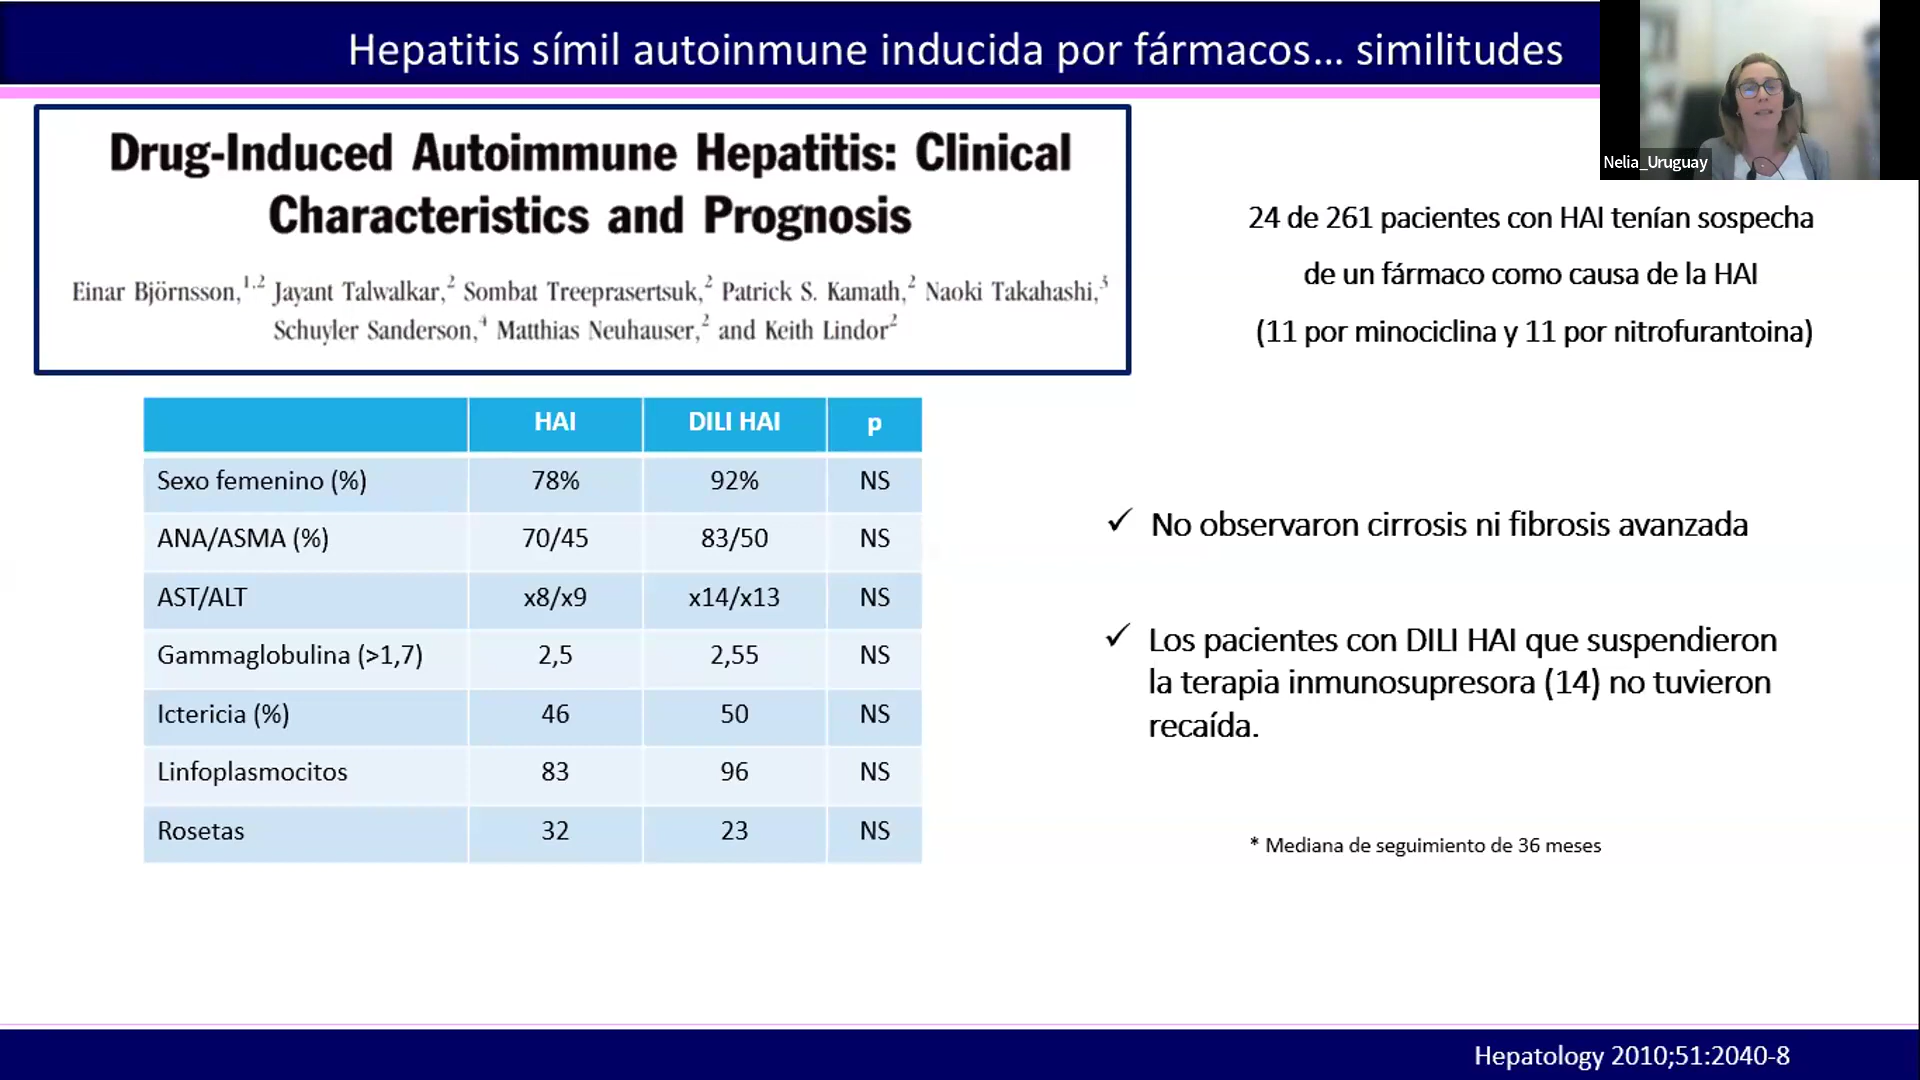 Hepatitis símil autoinmune inducida por fármacos... similitudes
Nelia_Uruguay
Drug-Induced Autoimmune Hepatitis: Clinical
Characteristics and Prognosis
Einar Björnsson,1,2 Jayant Talwalkar,2 Sombat Treeprasertsuk,2 Patrick S. Kamath,2 Naoki Takahashi,3
Schuyler Sanderson,4 Matthias Neuhauser,2 and Keith Lindor2
24 de 261 pacientes con HAI tenían sospecha
de un fármaco como causa de la HAI
(11 por minociclina y 11 por nitrofurantoina)
HAI DILI HAI p
Sexo femenino (%) 78% 92% NS
ANA/ASMA (%) 70/45 83/50 NS
AST/ALT x8/x9 x14/x13 NS
Gammaglobulina (>1,7) 2,5 2,55 NS
Ictericia (%) 46 50 NS
Linfoplasmocitos 83 96 NS
Rosetas 32 23 NS
✓ No observaron cirrosis ni fibrosis avanzada
✓ Los pacientes con DILI HAI que suspendieron
la terapia inmunosupresora (14) no tuvieron
recaída.
* Mediana de seguimiento de 36 meses
Hepatology 2010;51:2040-8